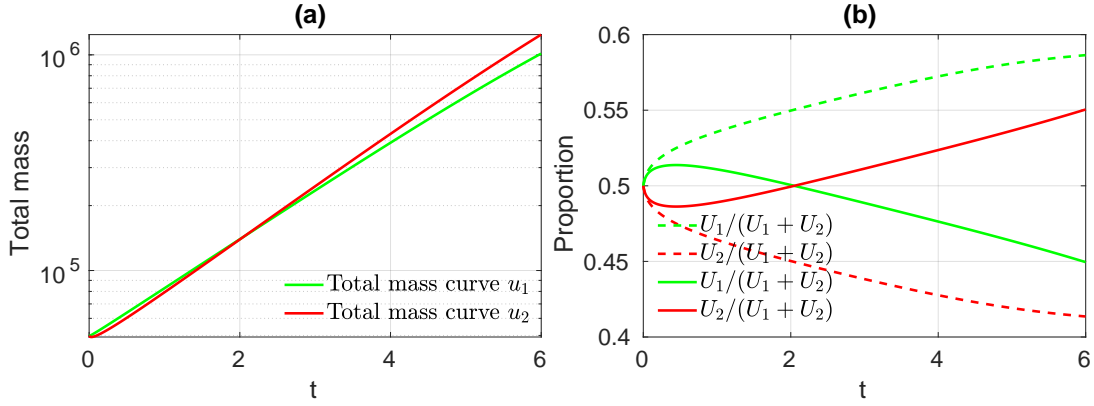 (a)
Total mass
10^6
10^5
0
2
4
6
t
Total mass curve u_1
Total mass curve u_2
(b)
Proportion
0.6
0.55
0.5
0.45
0.4
0
2
4
6
t
U_1/(U_1 + U_2)
U_2/(U_1 + U_2)
U_1/(U_1 + U_2)
U_2/(U_1 + U_2)